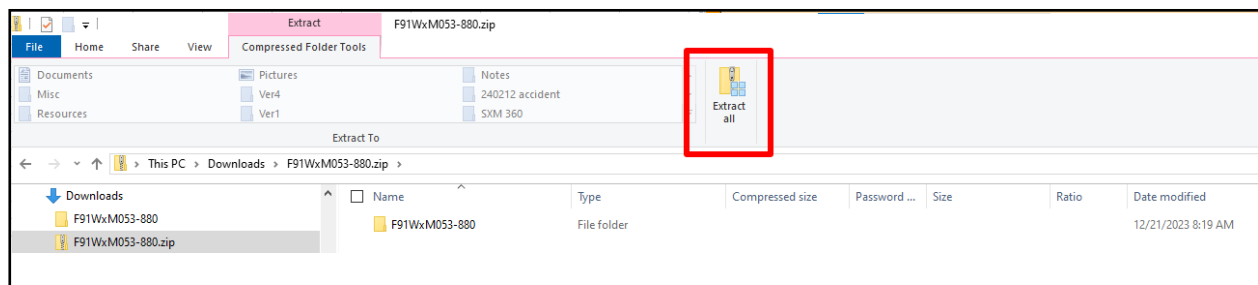 Extract F91WxM053-880.zip
File Home Share View Compressed Folder Tools
Documents Pictures Notes
Misc Ver4 240212 accident
Resources Ver1 SXM 360
Extract
all
Extract To
This PC > Downloads > F91WxM053-880.zip >
Downloads Name Type Compressed size Password ... Size Ratio Date modified
F91WxM053-880 F91WxM053-880 File folder 12/21/2023 8:19 AM
F91WxM053-880.zip